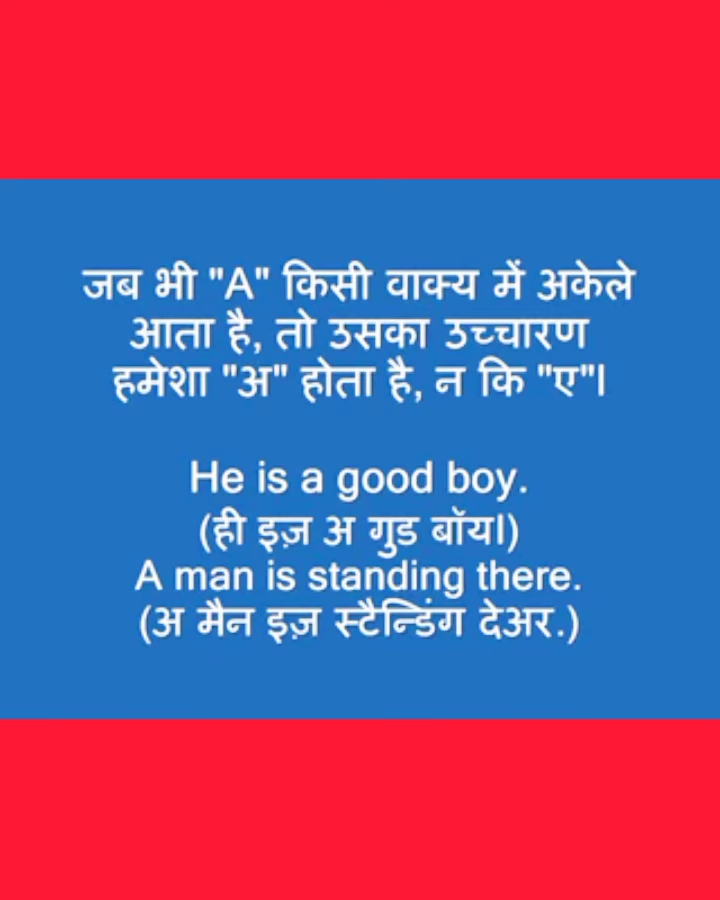 जब भी "A" किसी वाक्य में अकेले
आता है, तो उसका उच्चारण
हमेशा "अ" होता है, न कि "ए"।
He is a good boy.
(ही इज़ अ गुड बॉय।)
A man is standing there.
(अ मैन इज़ स्टैन्डिंग देअर.)